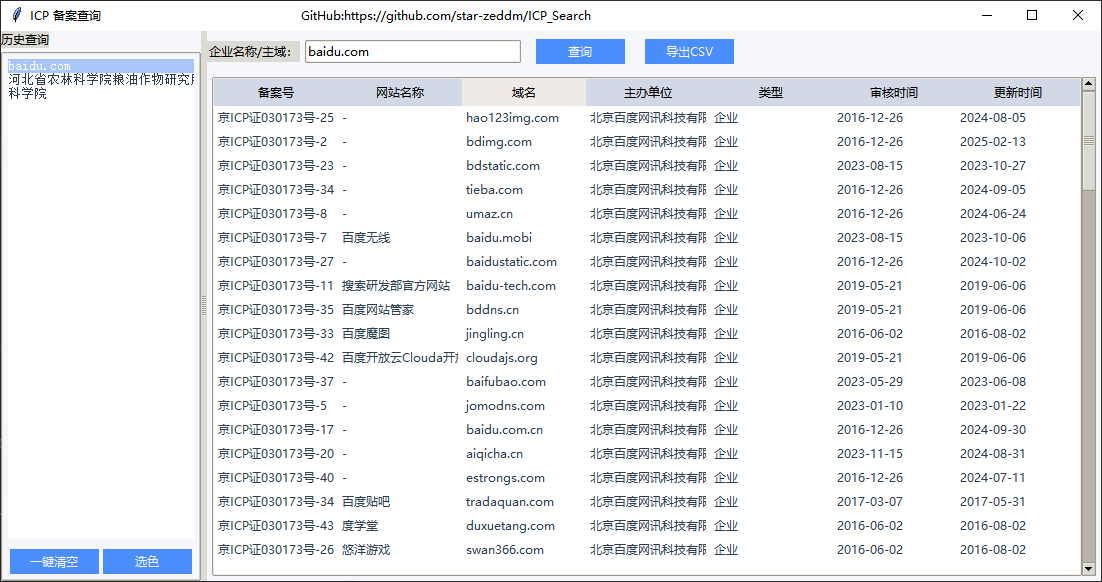 ICP 备案查询 GitHub:https://github.com/star-zeddm/ICP_Search
历史查询
baidu.com
河北省农林科学院粮油作物研究所
科学院
一键清空 选色
企业名称/主域: baidu.com 查询 导出CSV
备案号 网站名称 域名 主办单位 类型 审核时间 更新时间
京ICP证030173号-25 - hao123img.com 北京百度网讯科技有限 企业 2016-12-26 2024-08-05
京ICP证030173号-2 - bdimg.com 北京百度网讯科技有限 企业 2016-12-26 2025-02-13
京ICP证030173号-23 - bdstatic.com 北京百度网讯科技有限 企业 2023-08-15 2023-10-27
京ICP证030173号-34 - tieba.com 北京百度网讯科技有限 企业 2016-12-26 2024-09-05
京ICP证030173号-8 - umaz.cn 北京百度网讯科技有限 企业 2016-12-26 2024-06-24
京ICP证030173号-7 百度无线 baidu.mobi 北京百度网讯科技有限 企业 2023-08-15 2023-10-06
京ICP证030173号-27 - baidustatic.com 北京百度网讯科技有限 企业 2016-12-26 2024-10-02
京ICP证030173号-11 搜索研发部官方网站 baidu-tech.com 北京百度网讯科技有限 企业 2019-05-21 2019-06-06
京ICP证030173号-35 百度网站管家 bddns.cn 北京百度网讯科技有限 企业 2019-05-21 2019-06-06
京ICP证030173号-33 百度魔图 jingling.cn 北京百度网讯科技有限 企业 2016-06-02 2016-08-02
京ICP证030173号-42 百度开放云Clouda开放 cloudajs.org 北京百度网讯科技有限 企业 2019-05-21 2019-06-06
京ICP证030173号-37 - baifubao.com 北京百度网讯科技有限 企业 2023-05-29 2023-06-08
京ICP证030173号-5 - jomodns.com 北京百度网讯科技有限 企业 2023-01-10 2023-01-22
京ICP证030173号-17 - baidu.com.cn 北京百度网讯科技有限 企业 2016-12-26 2024-09-30
京ICP证030173号-20 - aiqicha.cn 北京百度网讯科技有限 企业 2023-11-15 2024-08-31
京ICP证030173号-40 - estrongs.com 北京百度网讯科技有限 企业 2016-12-26 2024-07-11
京ICP证030173号-34 百度贴吧 tradaquan.com 北京百度网讯科技有限 企业 2017-03-07 2017-05-31
京ICP证030173号-43 度学堂 duxuetang.com 北京百度网讯科技有限 企业 2016-06-02 2016-08-02
京ICP证030173号-26 悠洋游戏 swan366.com 北京百度网讯科技有限 企业 2016-06-02 2016-08-02